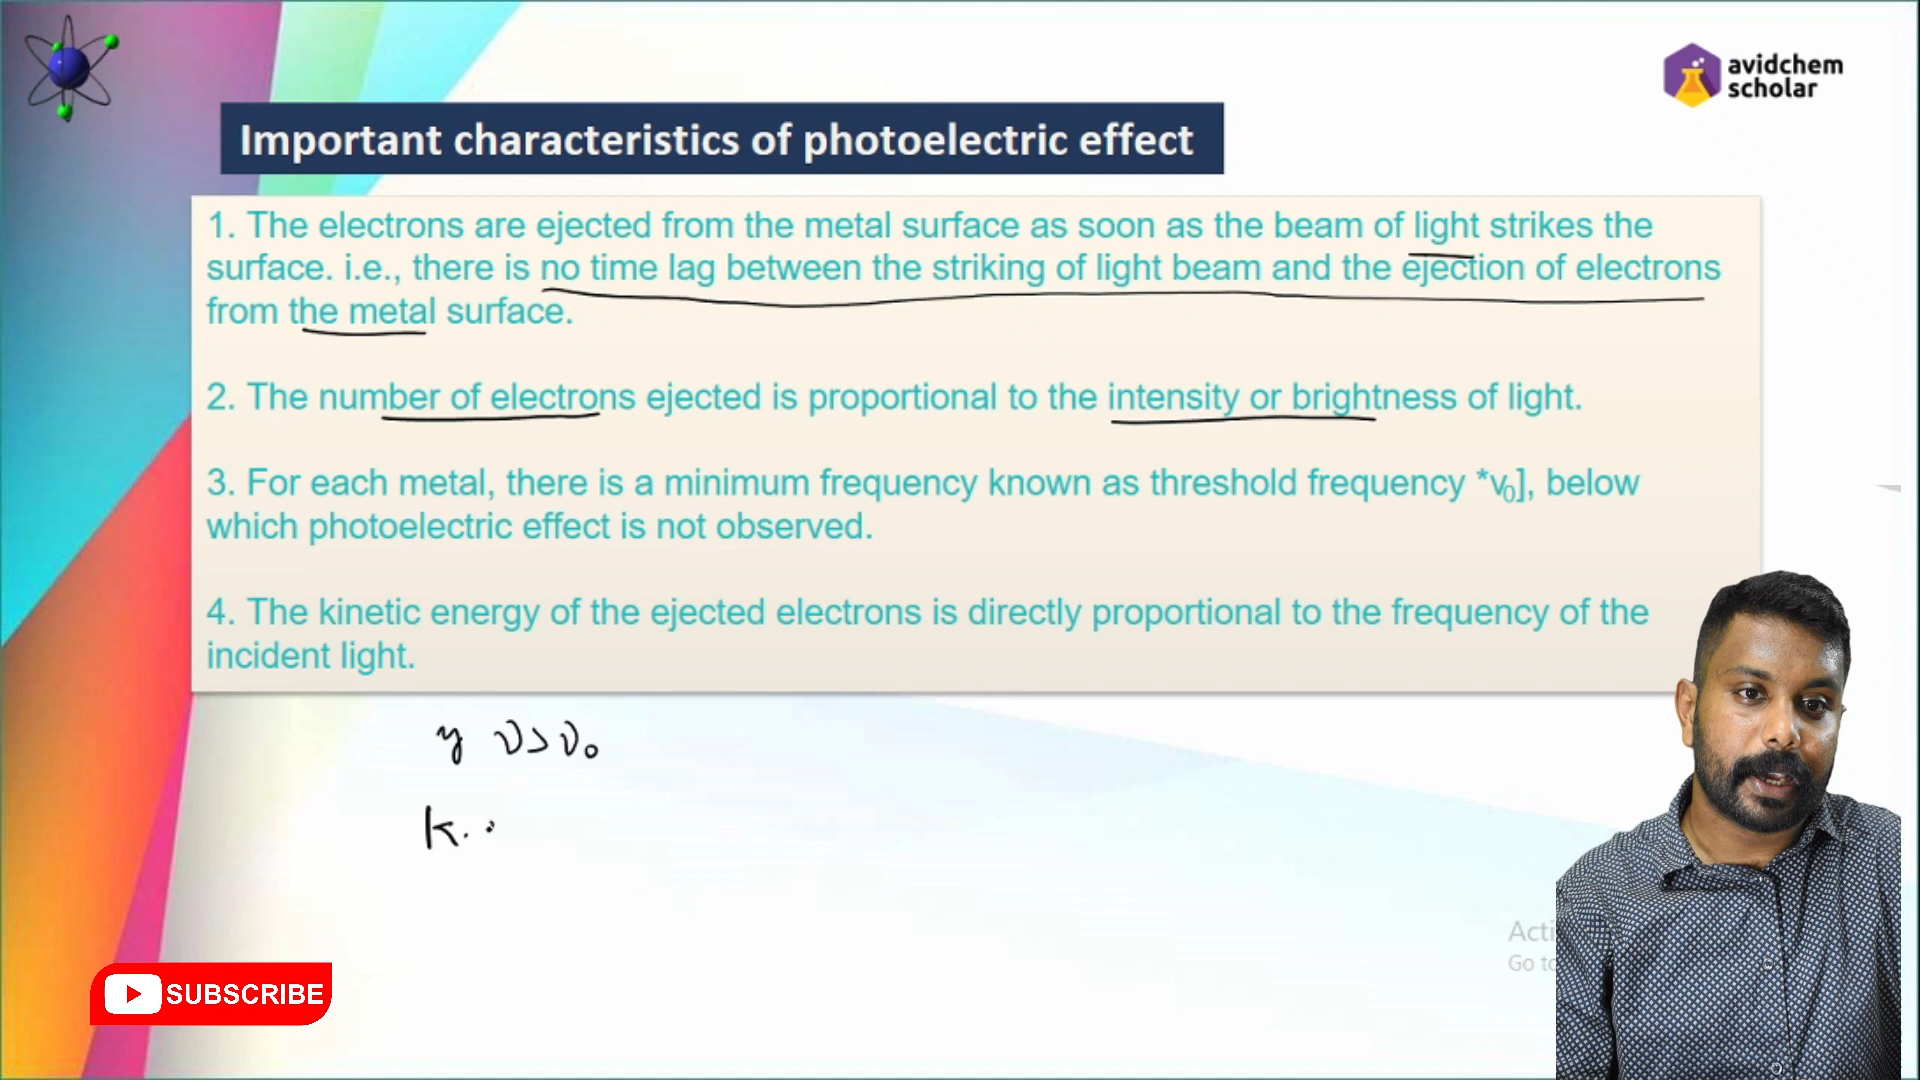 avidchem
scholar
Important characteristics of photoelectric effect
1. The electrons are ejected from the metal surface as soon as the beam of light strikes the
surface. i.e., there is no time lag between the striking of light beam and the ejection of electrons
from the metal surface.
2. The number of electrons ejected is proportional to the intensity or brightness of light.
3. For each metal, there is a minimum frequency known as threshold frequency *ν₀], below
which photoelectric effect is not observed.
4. The kinetic energy of the ejected electrons is directly proportional to the frequency of the
incident light.
ν > ν₀
K.
Acti
Go to
SUBSCRIBE